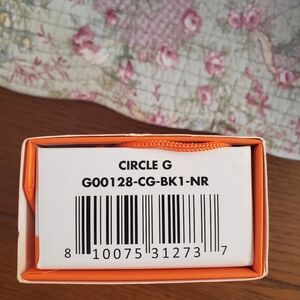 CIRCLE G
G00128-CG-BK1-NR
8 10075 31273 7